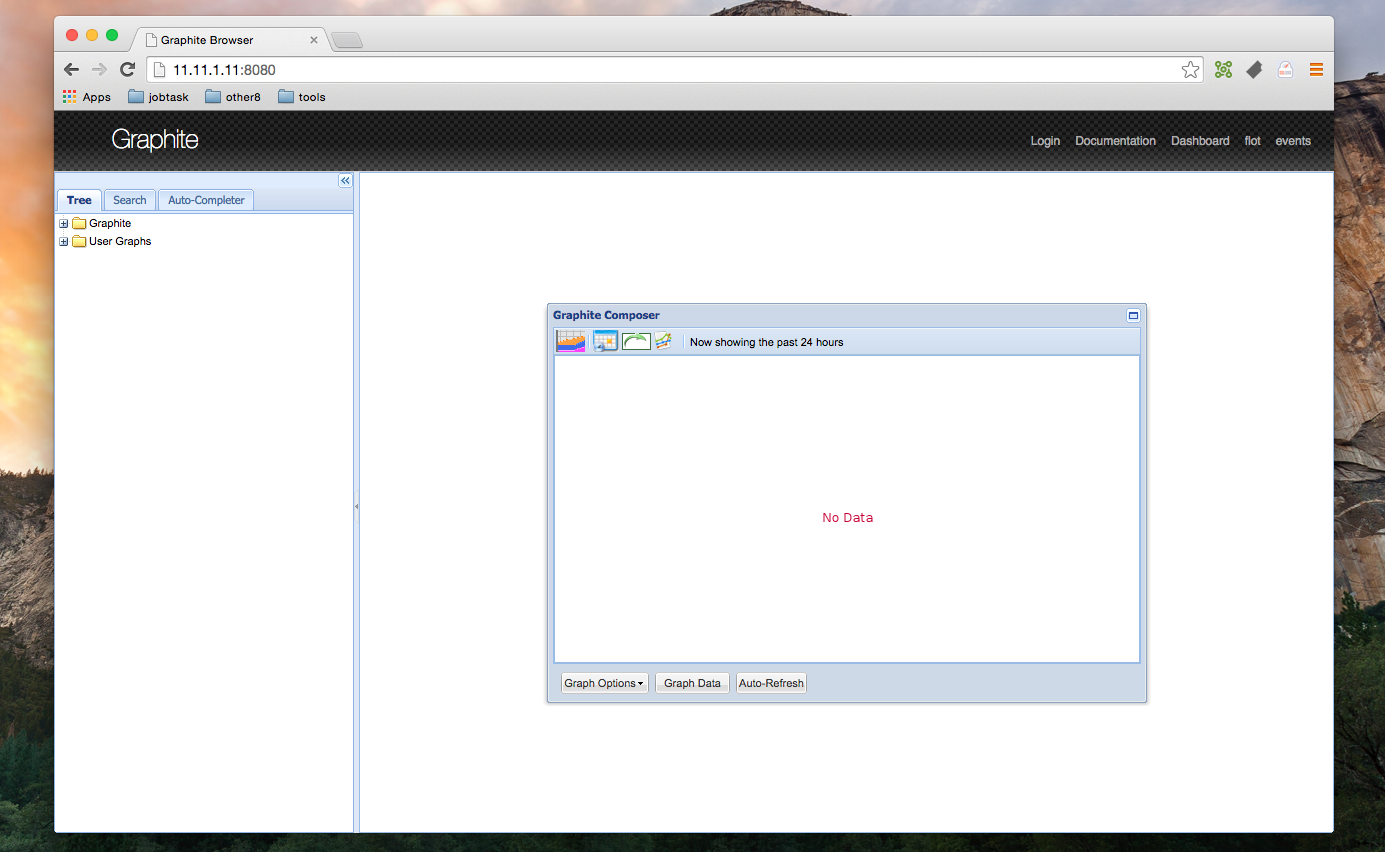 Graphite Browser
11.11.1.11:8080
Apps jobtask other8 tools
Graphite
Login Documentation Dashboard flot events
Tree Search Auto-Completer
Graphite
User Graphs
Graphite Composer
Now showing the past 24 hours
No Data
Graph Options Graph Data Auto-Refresh